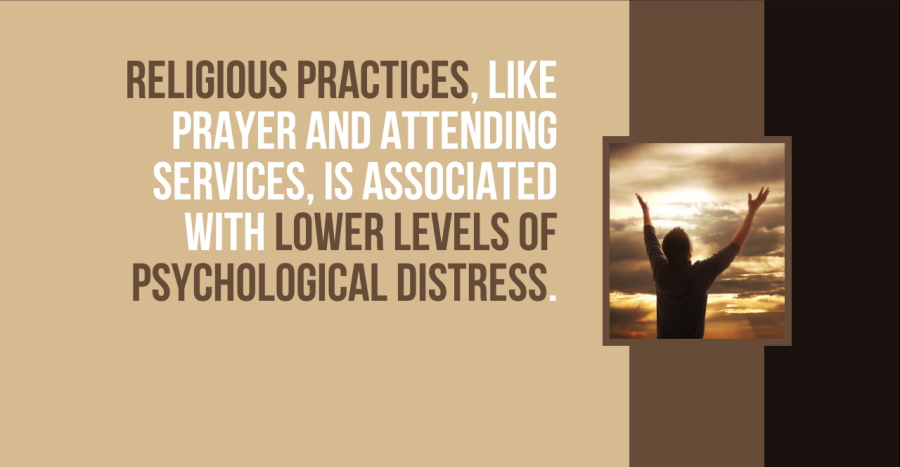 RELIGIOUS PRACTICES, LIKE
PRAYER AND ATTENDING
SERVICES, IS ASSOCIATED
WITH LOWER LEVELS OF
PSYCHOLOGICAL DISTRESS.